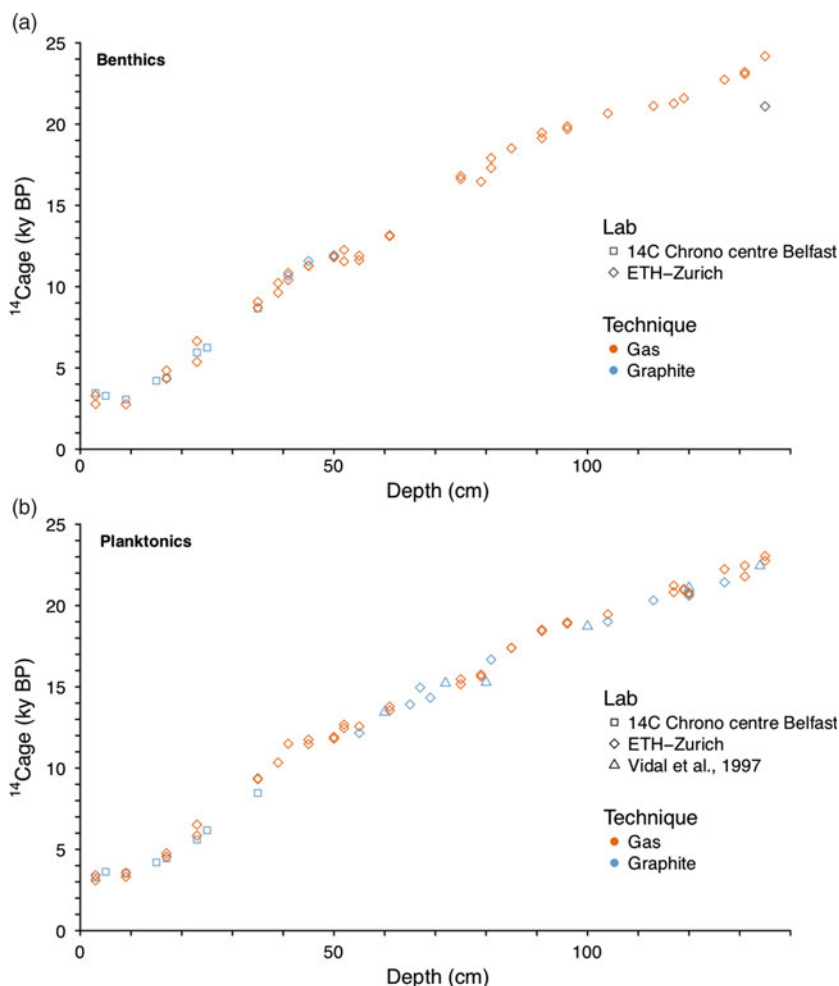 (a)
25
Benthics
20
15
10
5
0
¹⁴Cage (ky BP)
Lab
14C Chrono centre Belfast
ETH−Zurich
Technique
Gas
Graphite
0
50
100
Depth (cm)
(b)
25
Planktonics
20
15
10
5
0
¹⁴Cage (ky BP)
Lab
14C Chrono centre Belfast
ETH−Zurich
Vidal et al., 1997
Technique
Gas
Graphite
0
50
100
Depth (cm)